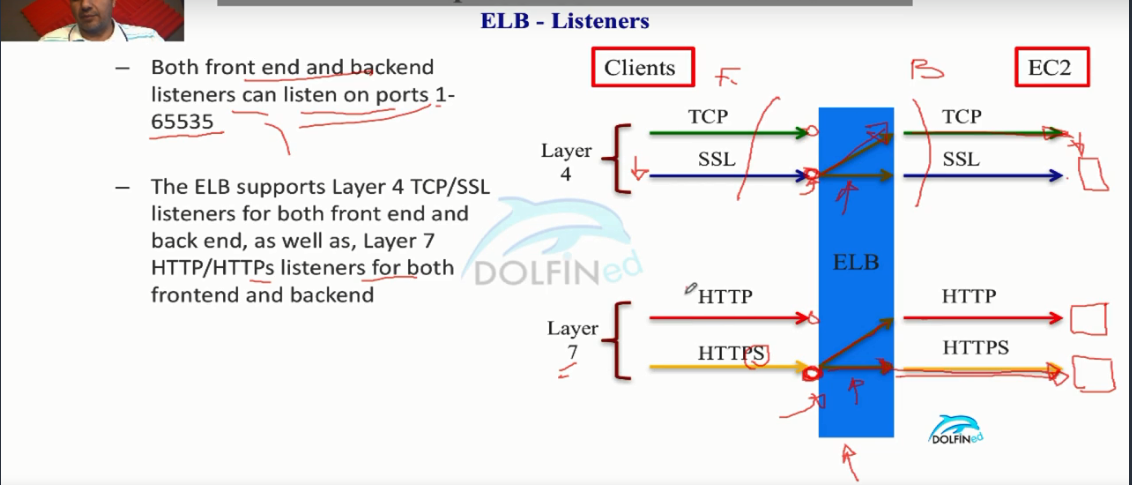 ELB - Listeners
– Both front end and backend
listeners can listen on ports 1-
65535
– The ELB supports Layer 4 TCP/SSL
listeners for both front end and
back end, as well as, Layer 7
HTTP/HTTPs listeners for both
frontend and backend
Clients
F
B
EC2
TCP
TCP
Layer
4
SSL
SSL
ELB
DOLFINed
HTTP
HTTP
Layer
7
HTTPS
HTTPS
DOLFINed